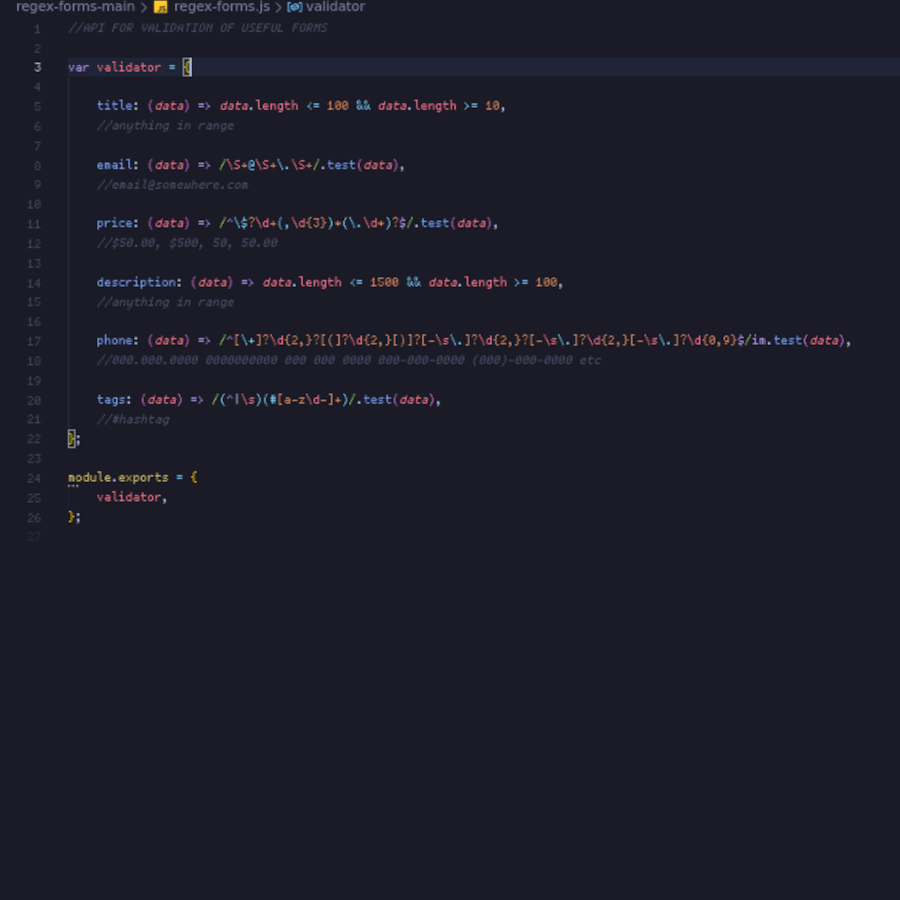 regex-forms-main > regex-forms.js > validator
1 //API FOR VALIDATION OF USEFUL FORMS
2
3 var validator = {
4
5 title: (data) => data.length <= 100 && data.length >= 10,
6 //anything in range
7
8 email: (data) => /\S+@\S+\.\S+/.test(data),
9 //email@somewhere.com
10
11 price: (data) => /^\$?\d+(,\d{3})*(\.\d*)?$/.test(data),
12 //$50.00, $500, 50, 50.00
13
14 description: (data) => data.length <= 1500 && data.length >= 100,
15 //anything in range
16
17 phone: (data) => /^[\+]?\d{2,}?[(]?\d{2,}[)]?[-\s\.]?\d{2,}?[-\s\.]?\d{2,}[-\s\.]?\d{0,9}$/im.test(data),
18 //000.000.0000 0000000000 000 000 0000 000-000-0000 (000)-000-0000 etc
19
20 tags: (data) => /(^|\s)(#[a-z\d-]+)/.test(data),
21 //#hashtag
22 };
23
24 module.exports = {
25 validator,
26 };
27